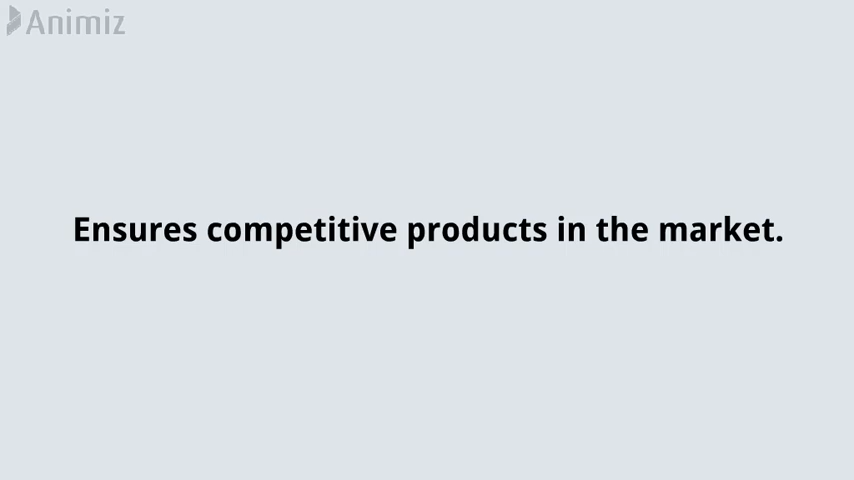 Animiz
Ensures competitive products in the market.